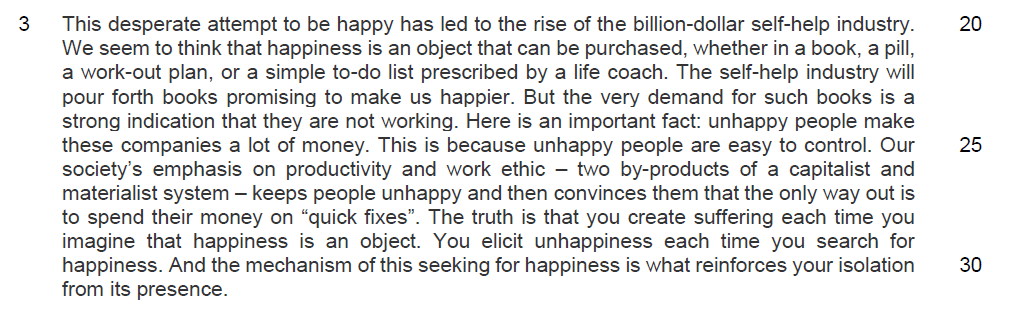 3 This desperate attempt to be happy has led to the rise of the billion-dollar self-help industry. 20
We seem to think that happiness is an object that can be purchased, whether in a book, a pill,
a work-out plan, or a simple to-do list prescribed by a life coach. The self-help industry will
pour forth books promising to make us happier. But the very demand for such books is a
strong indication that they are not working. Here is an important fact: unhappy people make
these companies a lot of money. This is because unhappy people are easy to control. Our 25
society’s emphasis on productivity and work ethic – two by-products of a capitalist and
materialist system – keeps people unhappy and then convinces them that the only way out is
to spend their money on “quick fixes”. The truth is that you create suffering each time you
imagine that happiness is an object. You elicit unhappiness each time you search for
happiness. And the mechanism of this seeking for happiness is what reinforces your isolation 30
from its presence.